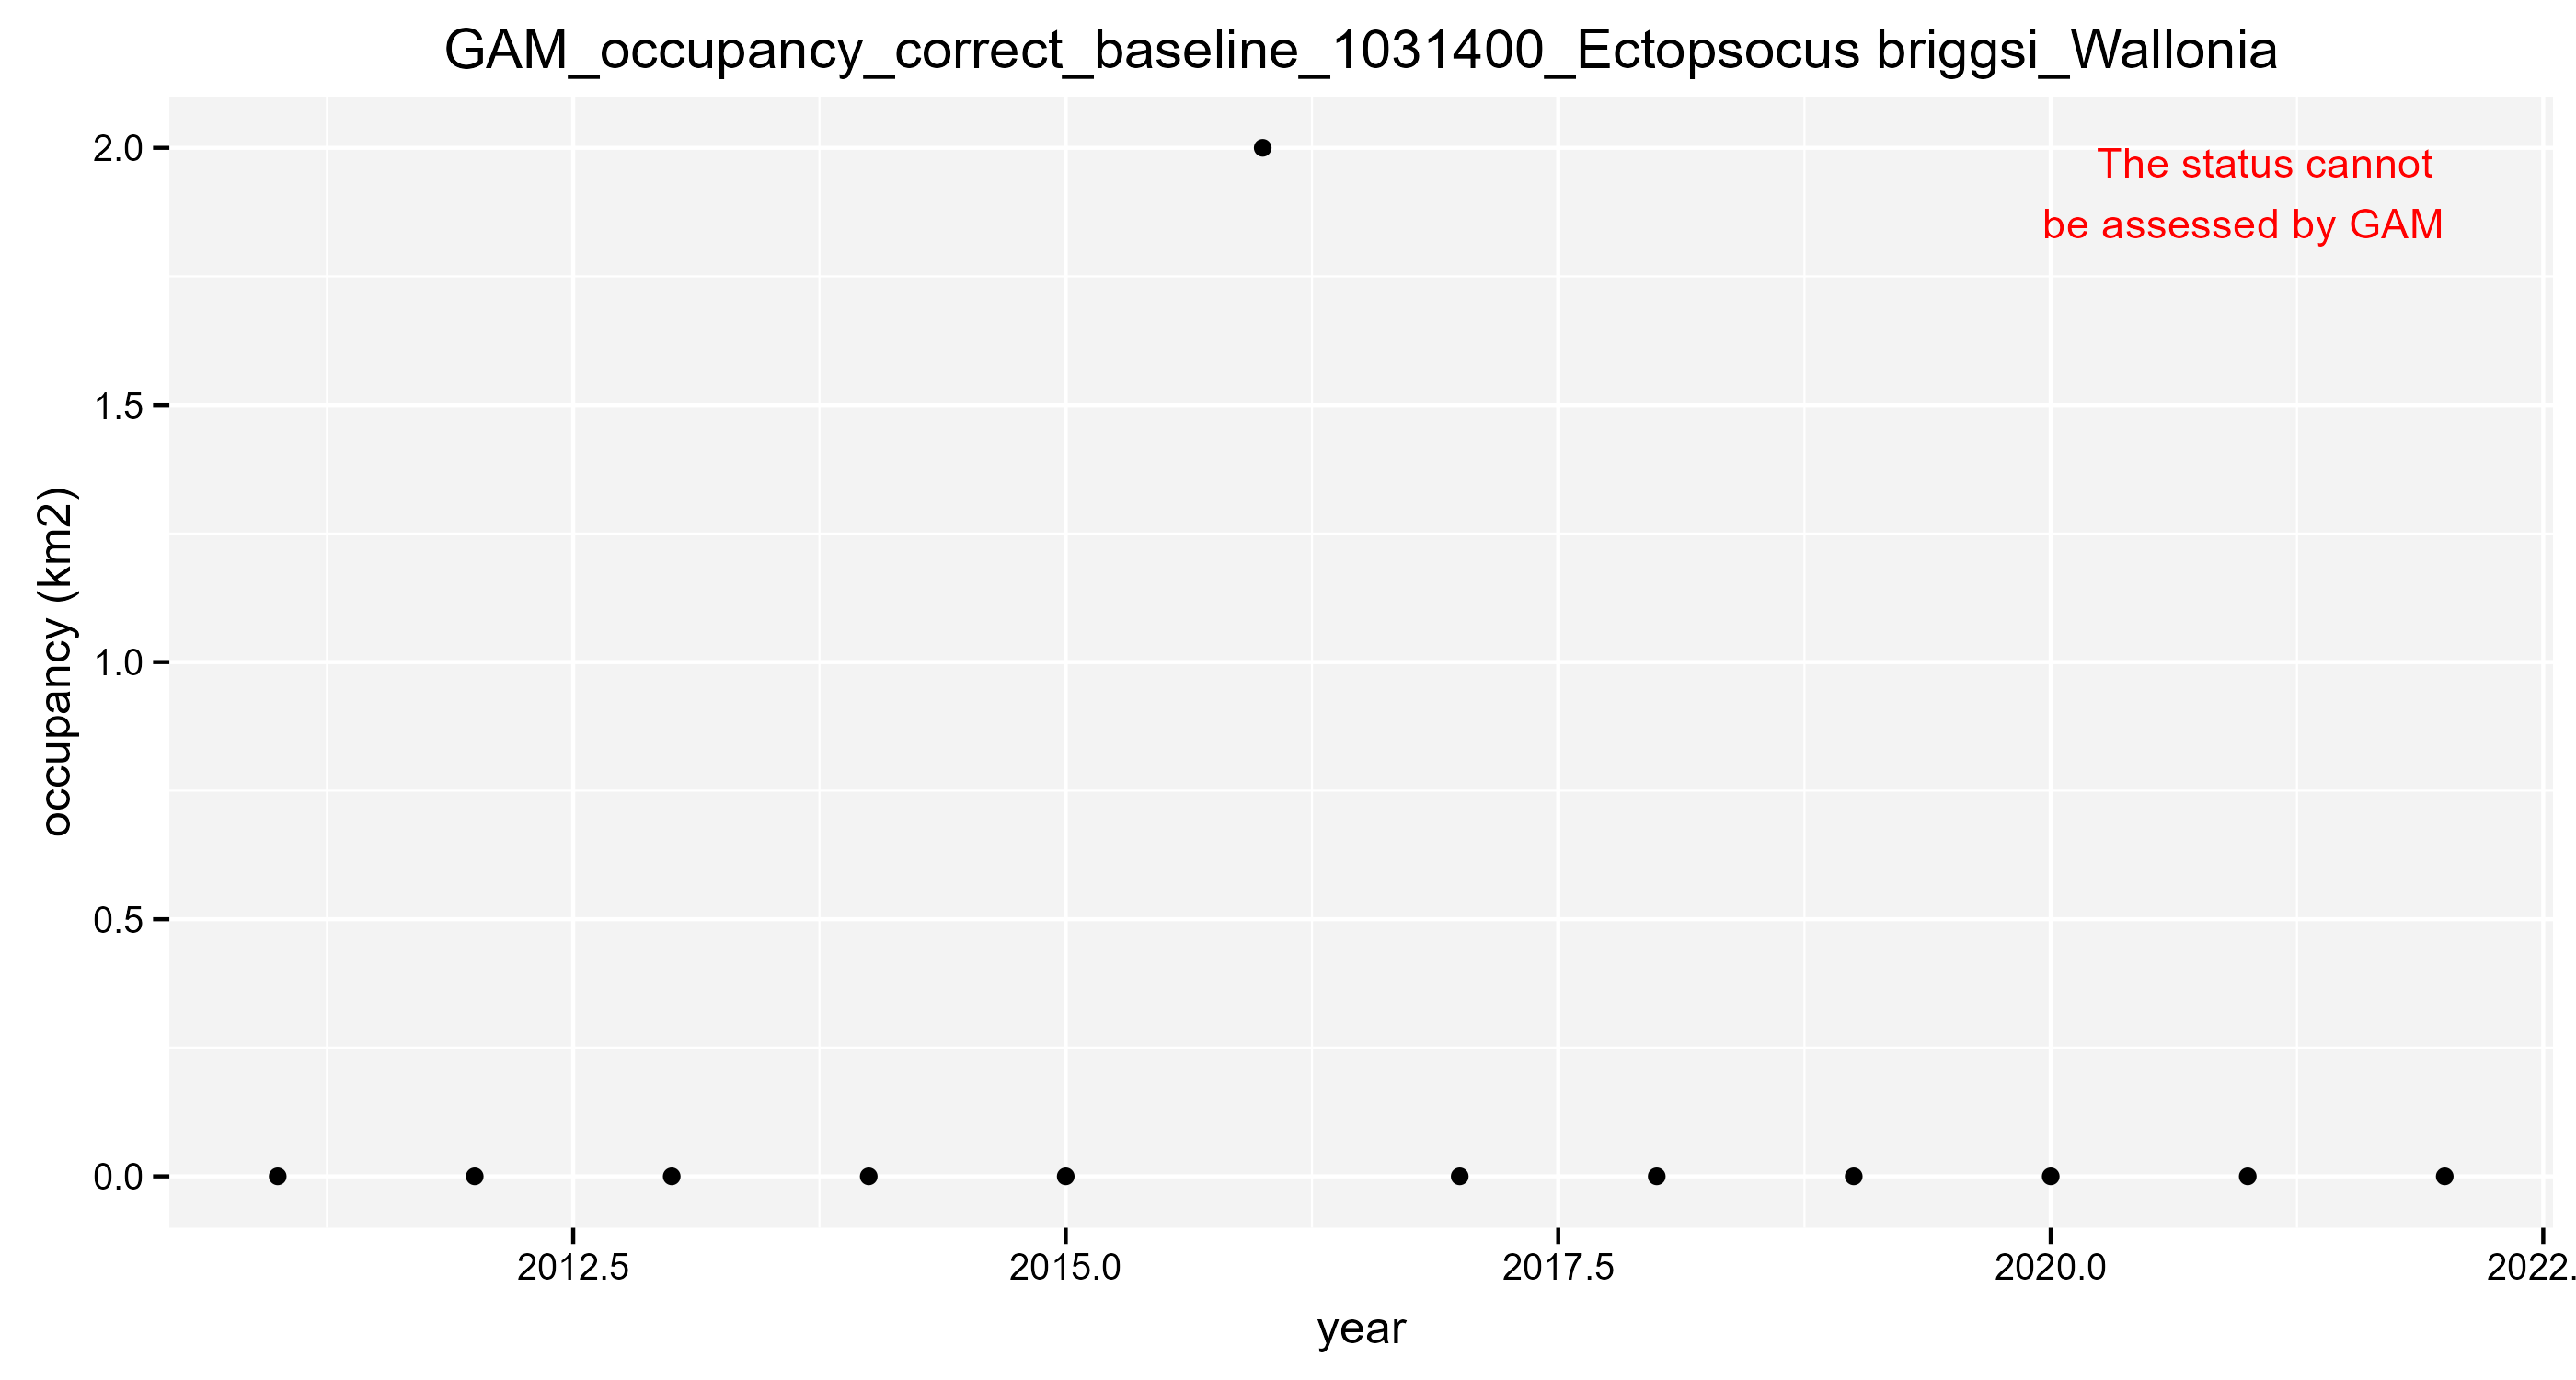 GAM_occupancy_correct_baseline_1031400_Ectopsocus briggsi_Wallonia
The status cannot
be assessed by GAM
2.0
1.5
1.0
0.5
0.0
occupancy (km2)
2012.5
2015.0
2017.5
2020.0
2022.
year